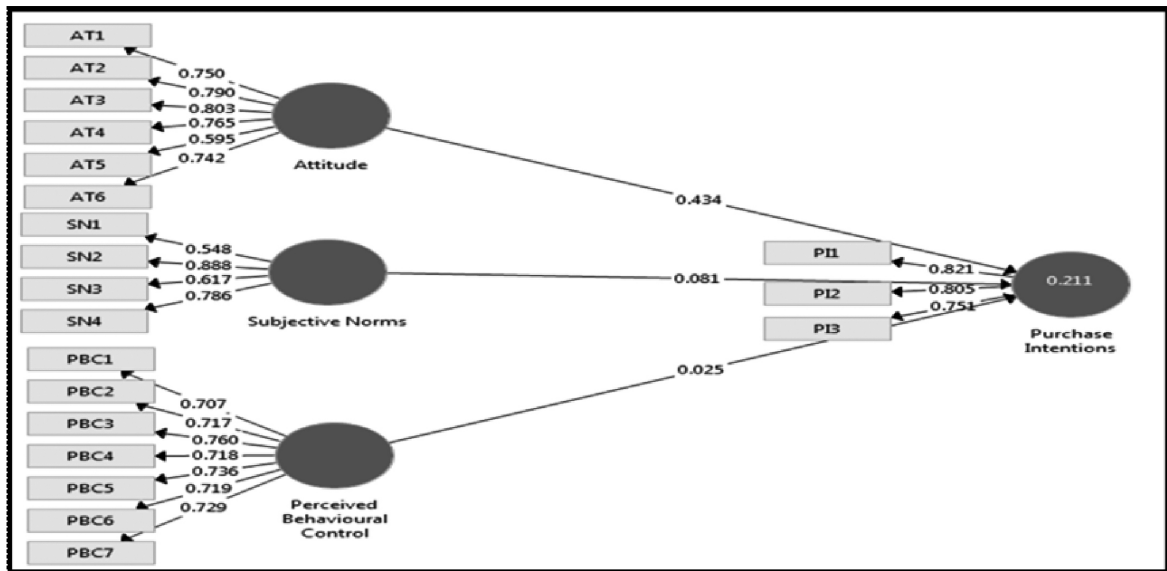 AT1
AT2
AT3
AT4
AT5
AT6
0.750
0.790
0.803
0.765
0.595
0.742
Attitude
SN1
SN2
SN3
SN4
0.548
0.888
0.617
0.786
Subjective Norms
PBC1
PBC2
PBC3
PBC4
PBC5
PBC6
PBC7
0.707
0.717
0.760
0.718
0.736
0.719
0.729
Perceived
Behavioural
Control
0.434
0.081
0.025
PI1
PI2
PI3
0.821
0.805
0.751
0.211
Purchase
Intentions